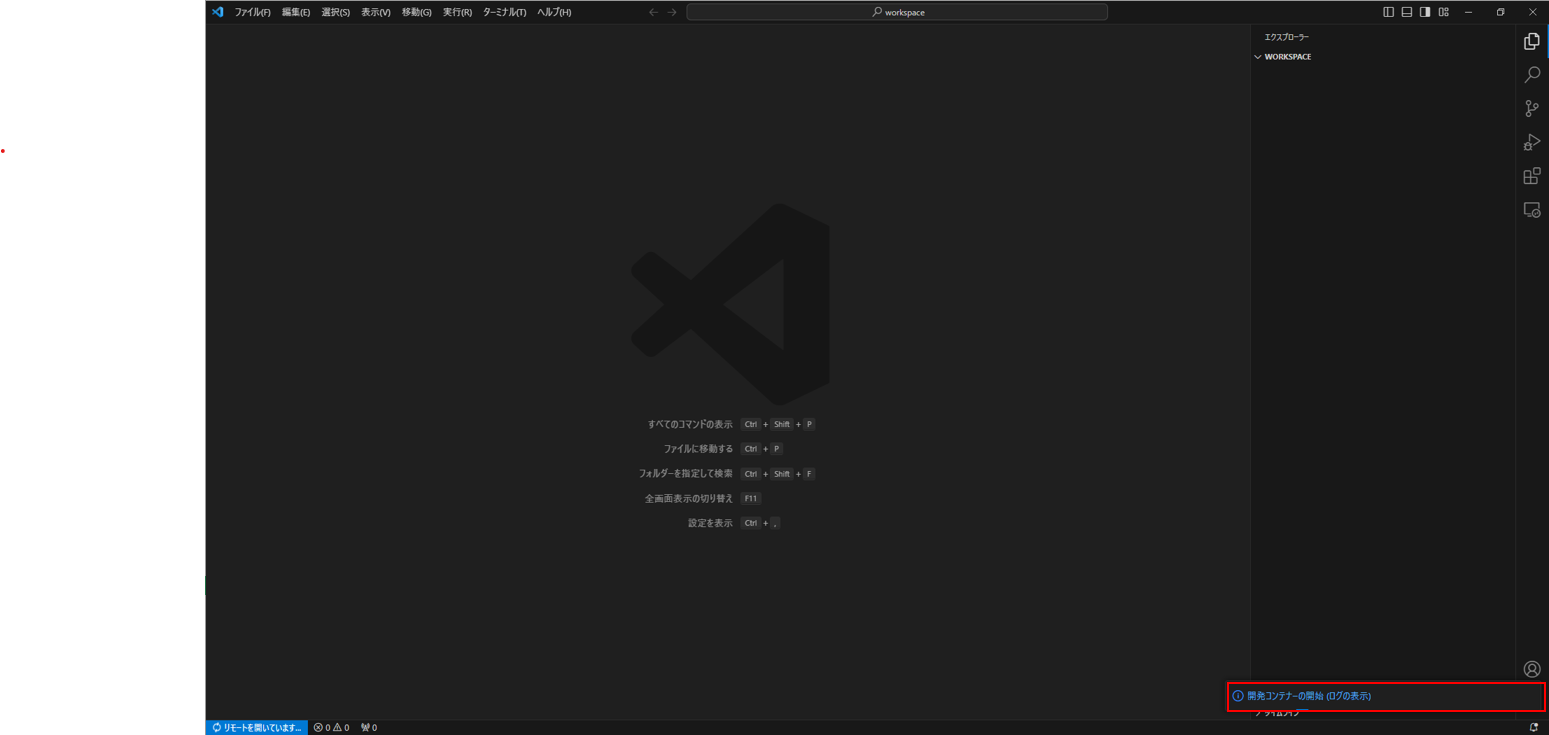 ファイル(F) 編集(E) 選択(S) 表示(V) 移動(G) 実行(R) ターミナル(T) ヘルプ(H) workspace
エクスプローラー
WORKSPACE
すべてのコマンドの表示 Ctrl + Shift + P
ファイルに移動する Ctrl + P
フォルダーを指定して検索 Ctrl + Shift + F
全画面表示の切り替え F11
設定を表示 Ctrl + ,
開発コンテナーの開始 (ログの表示)
タイムライン
リモートを開いています... 0 0 0